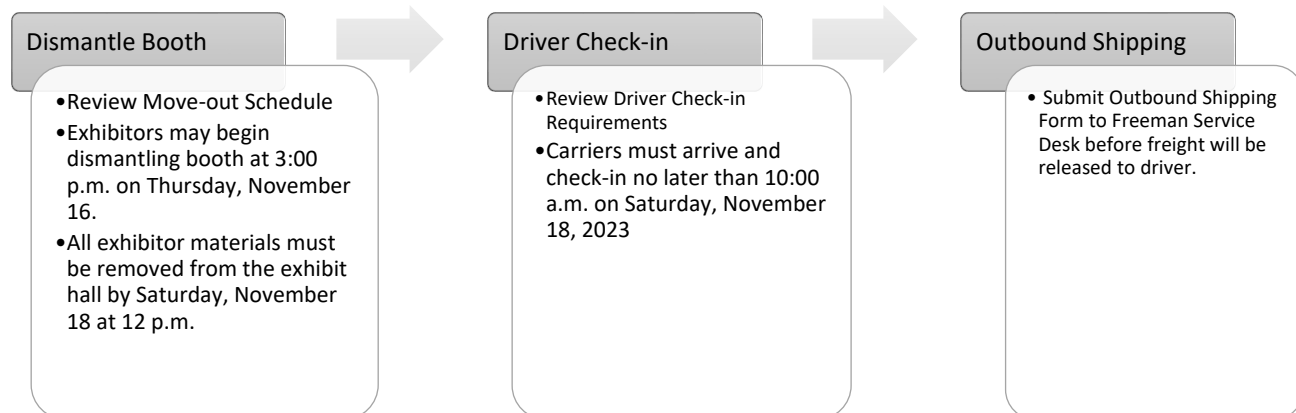 Dismantle Booth
•Review Move-out Schedule
•Exhibitors may begin
dismantling booth at 3:00
p.m. on Thursday, November
16.
•All exhibitor materials must
be removed from the exhibit
hall by Saturday, November
18 at 12 p.m.
Driver Check-in
•Review Driver Check-in
Requirements
•Carriers must arrive and
check-in no later than 10:00
a.m. on Saturday, November
18, 2023
Outbound Shipping
• Submit Outbound Shipping
Form to Freeman Service
Desk before freight will be
released to driver.